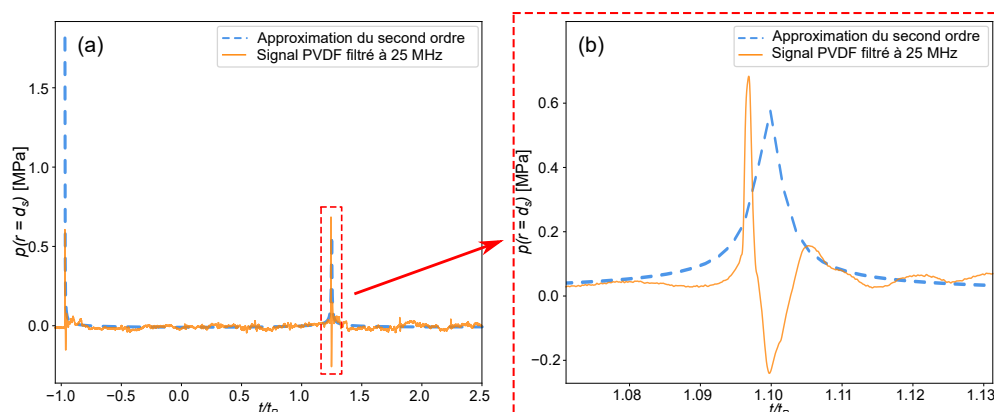 (a)
Approximation du second ordre
Signal PVDF filtré à 25 MHz
p(r = d_s) [MPa]
1.5
1.0
0.5
0.0
−1.0 −0.5 0.0 0.5 1.0 1.5 2.0 2.5
(b)
Approximation du second ordre
Signal PVDF filtré à 25 MHz
p(r = d_s) [MPa]
0.6
0.4
0.2
0.0
−0.2
1.08 1.09 1.10 1.11 1.12 1.13